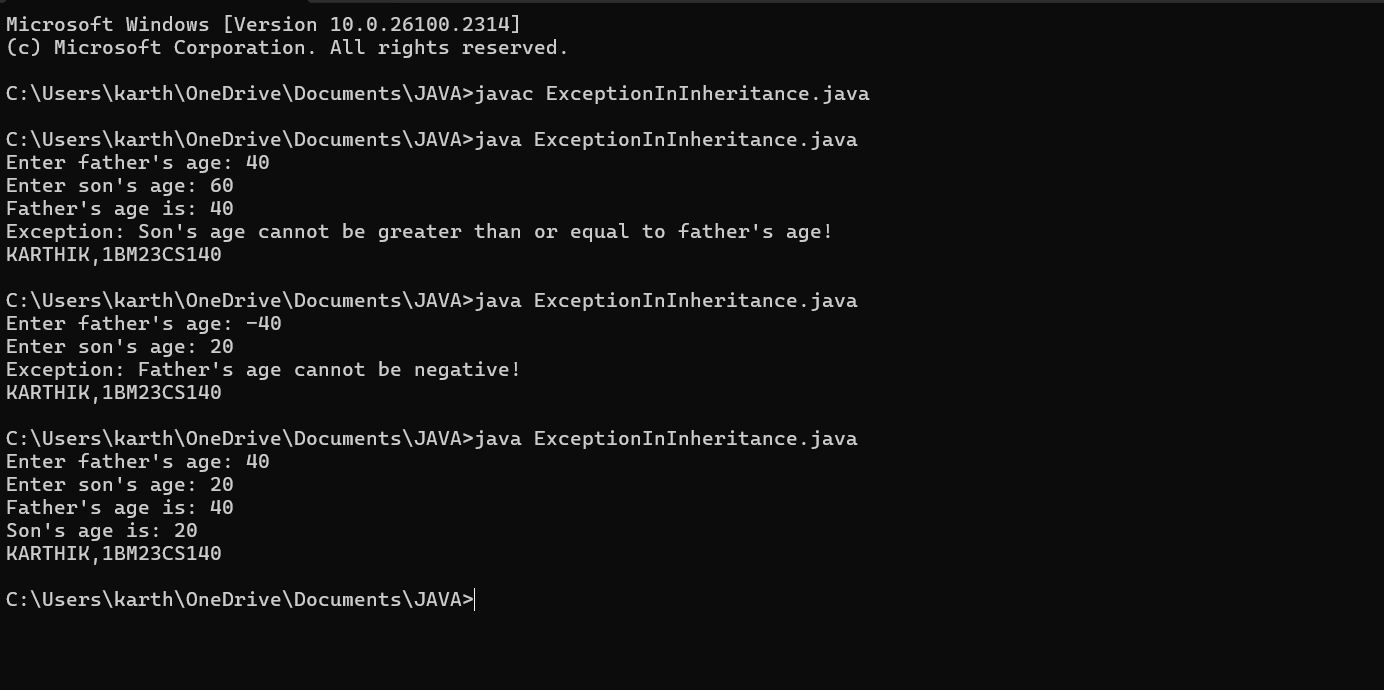 Microsoft Windows [Version 10.0.26100.2314]
(c) Microsoft Corporation. All rights reserved.
C:\Users\karth\OneDrive\Documents\JAVA>javac ExceptionInInheritance.java
C:\Users\karth\OneDrive\Documents\JAVA>java ExceptionInInheritance.java
Enter father's age: 40
Enter son's age: 60
Father's age is: 40
Exception: Son's age cannot be greater than or equal to father's age!
KARTHIK,1BM23CS140
C:\Users\karth\OneDrive\Documents\JAVA>java ExceptionInInheritance.java
Enter father's age: -40
Enter son's age: 20
Exception: Father's age cannot be negative!
KARTHIK,1BM23CS140
C:\Users\karth\OneDrive\Documents\JAVA>java ExceptionInInheritance.java
Enter father's age: 40
Enter son's age: 20
Father's age is: 40
Son's age is: 20
KARTHIK,1BM23CS140
C:\Users\karth\OneDrive\Documents\JAVA>